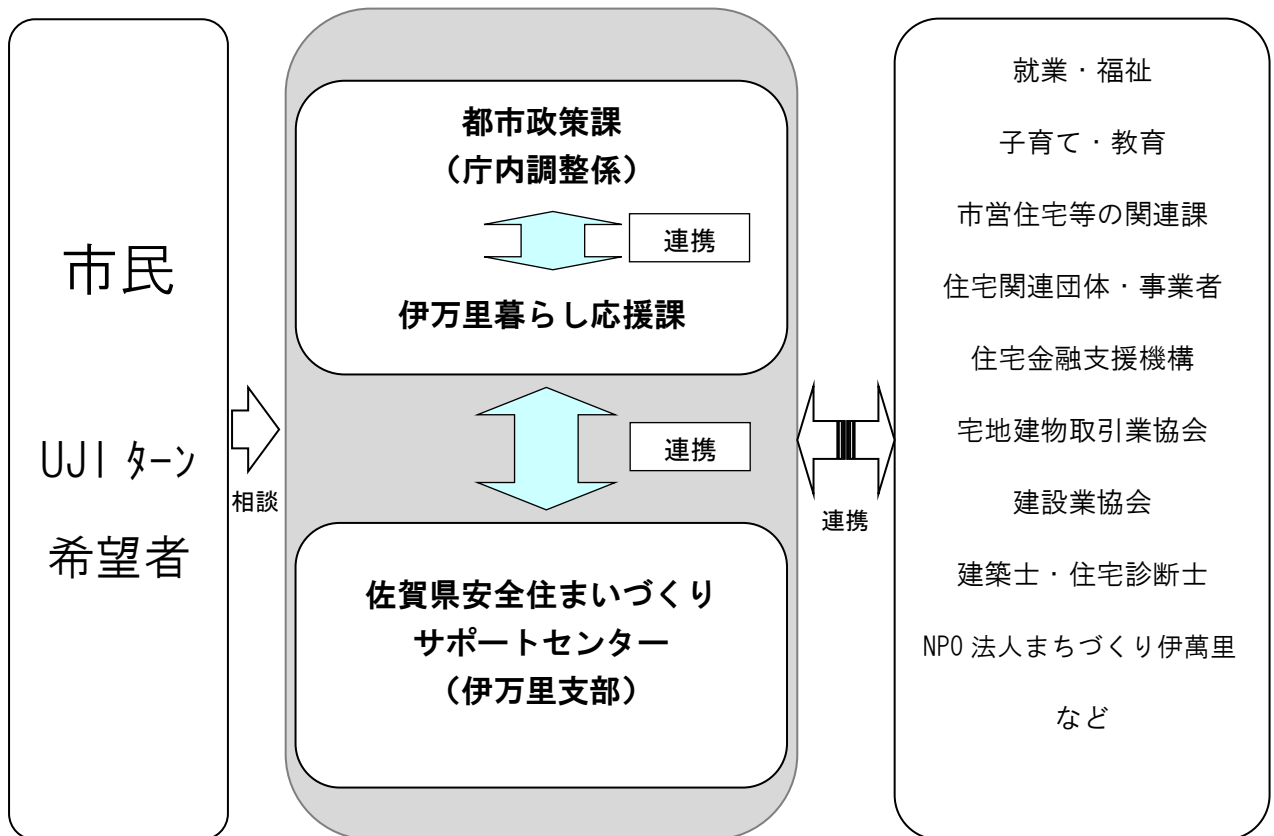 市民
UJI ターン
希望者
相談
都市政策課
（庁内調整係）
連携
伊万里暮らし応援課
連携
佐賀県安全住まいづくり
サポートセンター
（伊万里支部）
連携
就業・福祉
子育て・教育
市営住宅等の関連課
住宅関連団体・事業者
住宅金融支援機構
宅地建物取引業協会
建設業協会
建築士・住宅診断士
NPO 法人まちづくり伊萬里
など